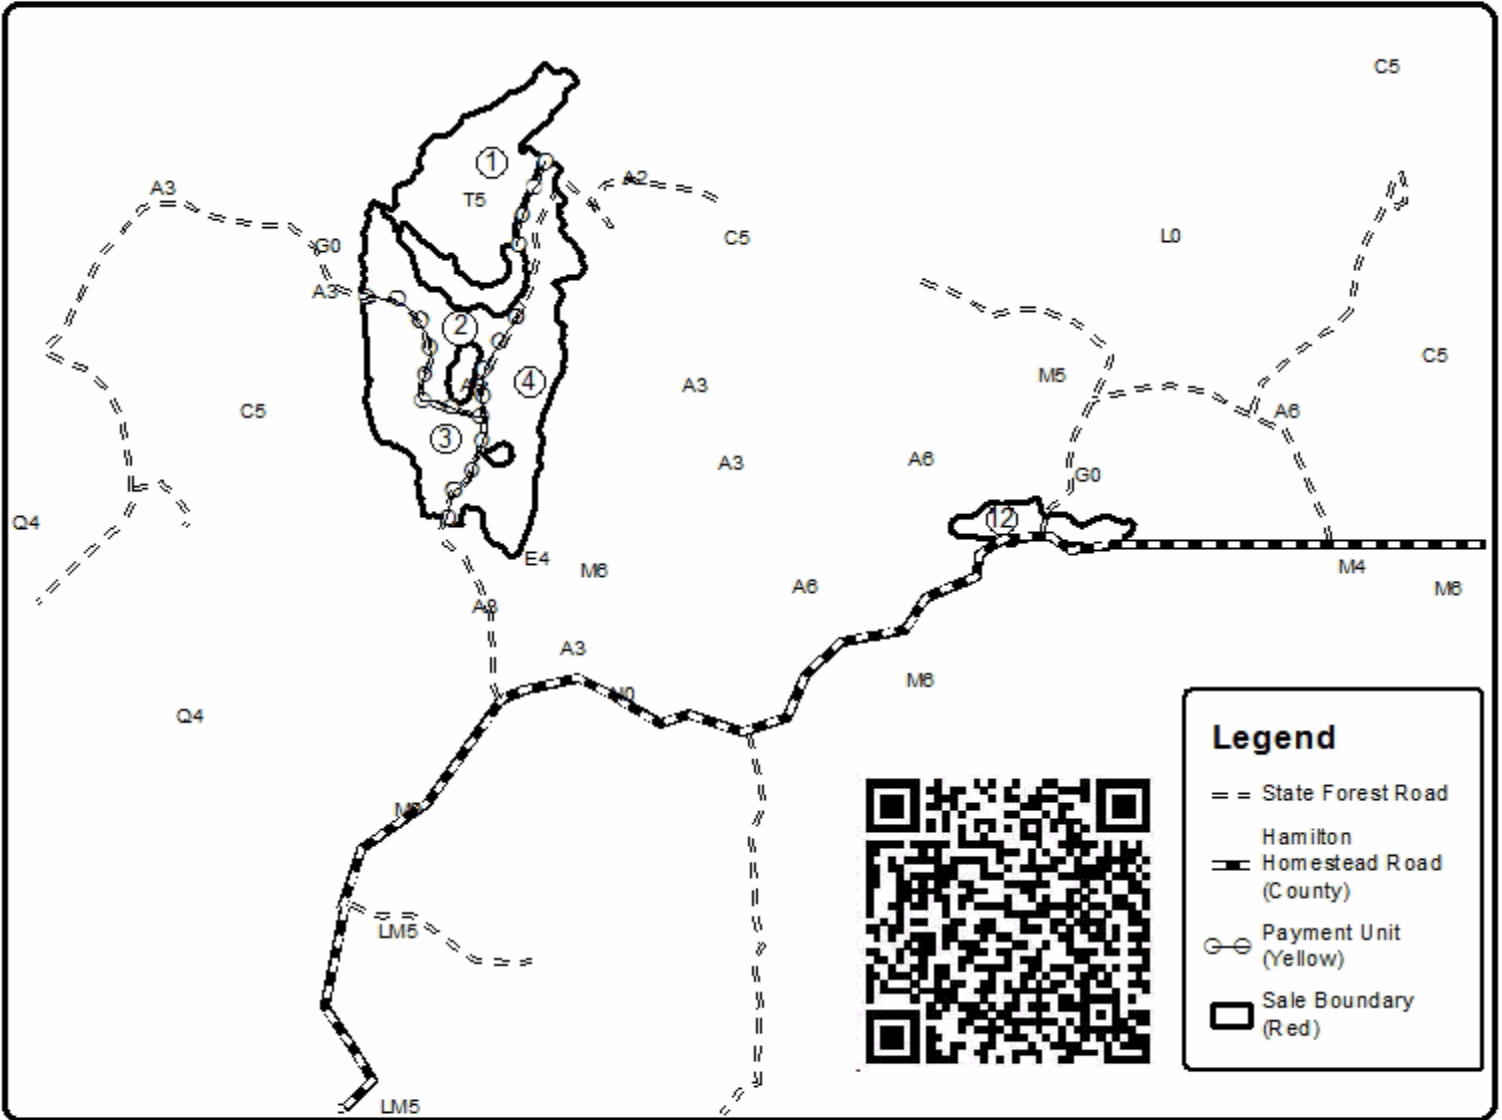 C5
1
A2
A3
T5
C5
L0
G0
A3
2
C5
M5
4
A3
C5
A6
3
A3
A6
G0
12
Q4
E4
M6
A6
M4
M6
A3
M6
Q4
LM5
LM5
Legend
State Forest Road
Hamilton
Homestead Road
(County)
Payment Unit
(Yellow)
Sale Boundary
(Red)